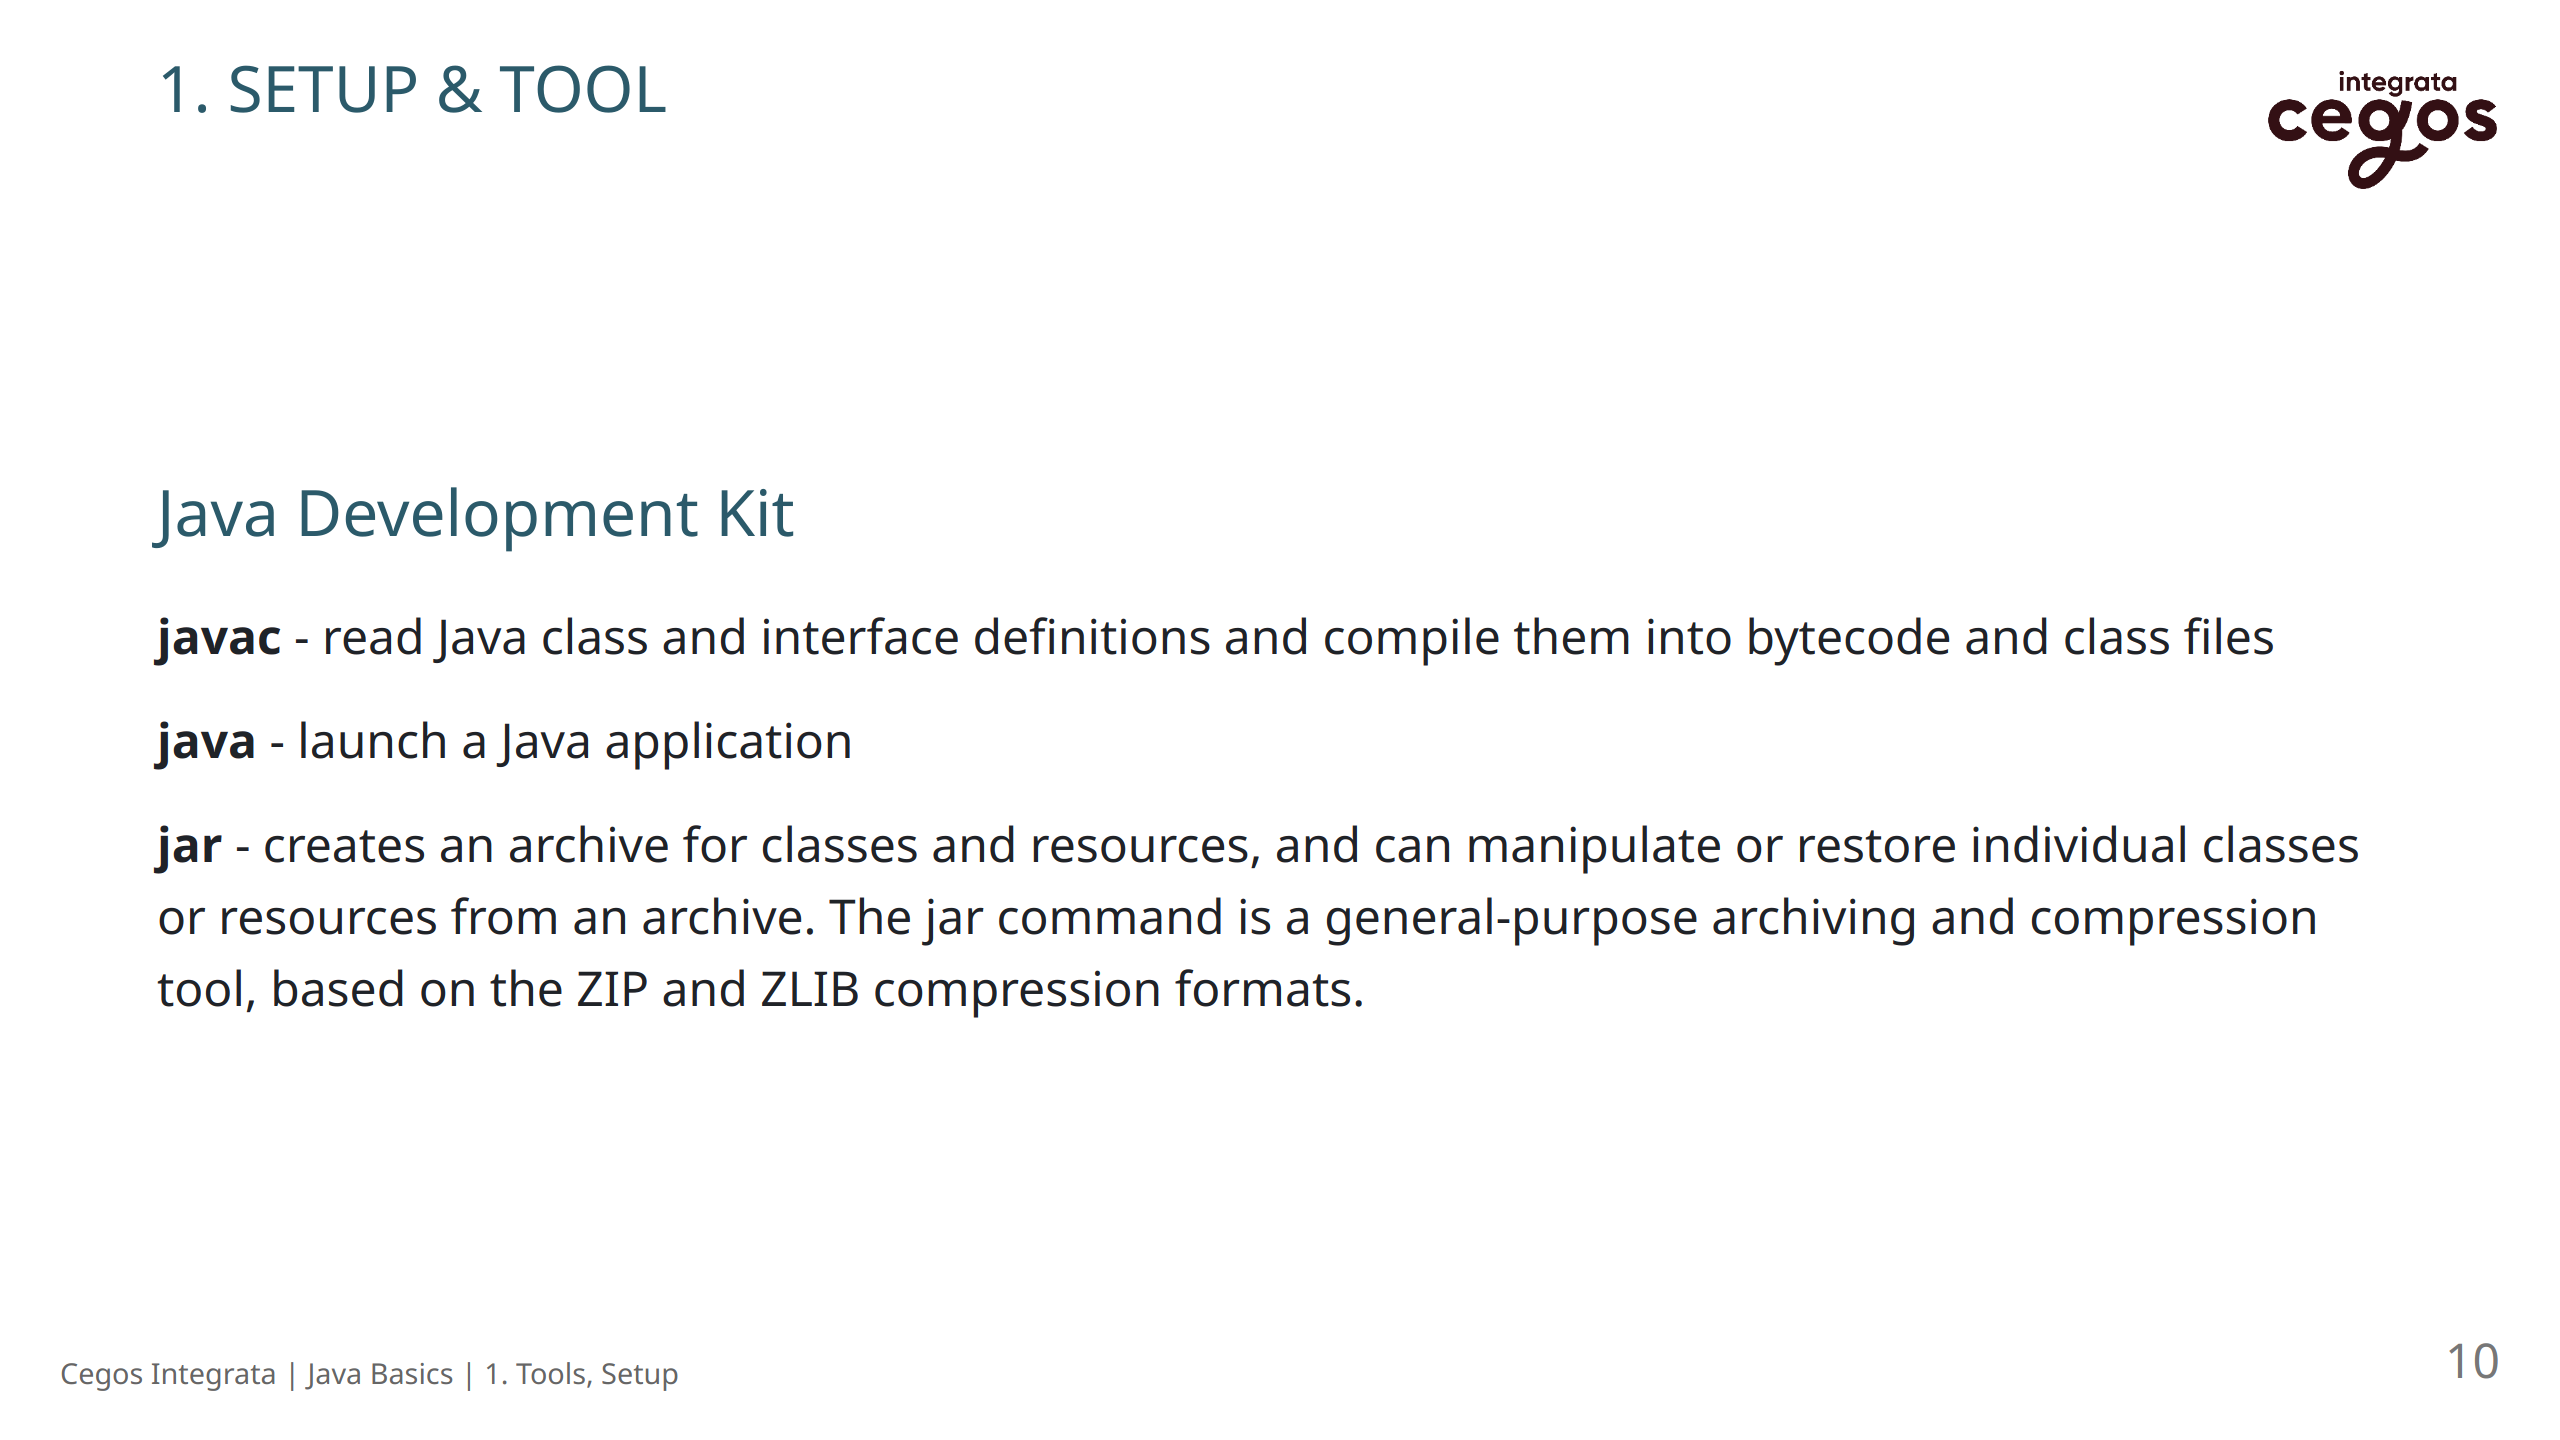 1. SETUP & TOOL
integrata
cegos
Java Development Kit
javac - read Java class and interface definitions and compile them into bytecode and class files
java - launch a Java application
jar - creates an archive for classes and resources, and can manipulate or restore individual classes
or resources from an archive. The jar command is a general-purpose archiving and compression
tool, based on the ZIP and ZLIB compression formats.
Cegos Integrata | Java Basics | 1. Tools, Setup
10